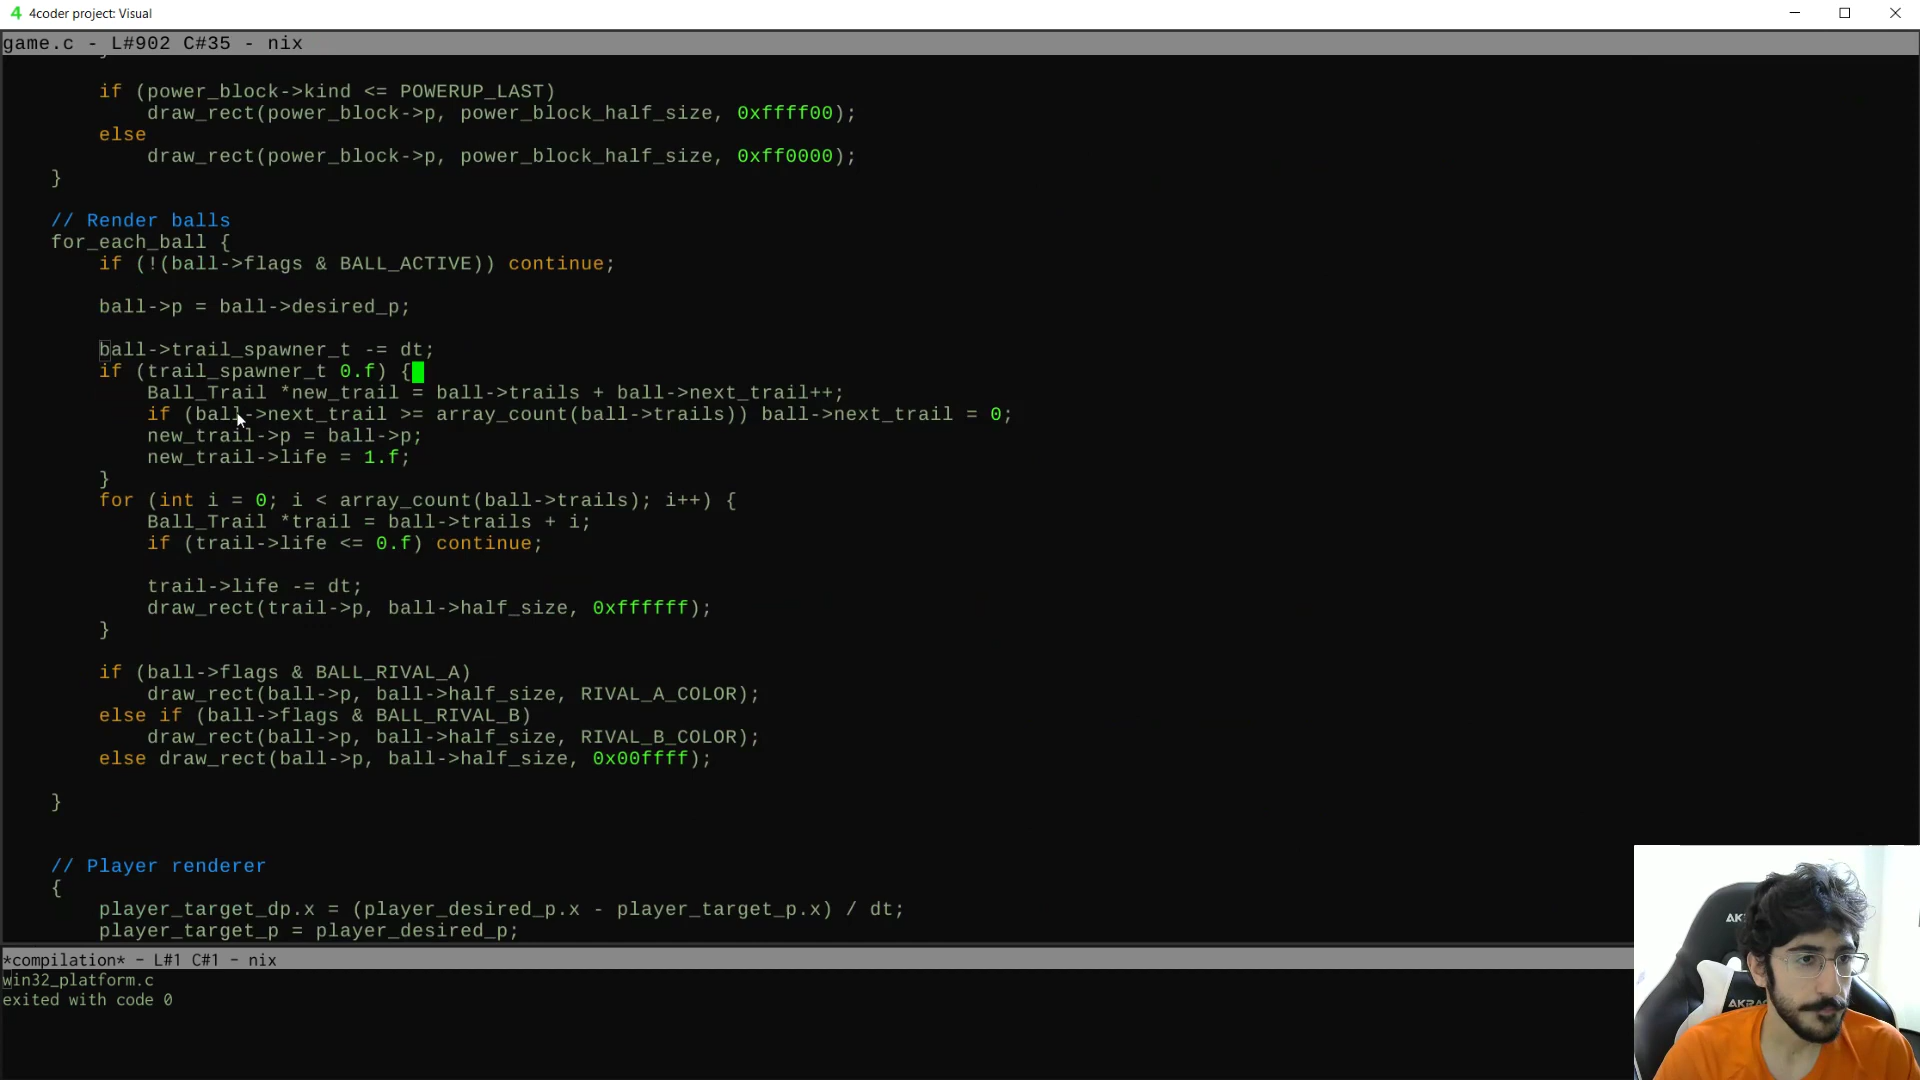 4coder project: Visual
game.c - L#902 C#35 - nix
if (power_block->kind <= POWERUP_LAST)
draw_rect(power_block->p, power_block_half_size, 0xffff00);
else
draw_rect(power_block->p, power_block_half_size, 0xff0000);
}
// Render balls
for_each_ball {
if (!(ball->flags & BALL_ACTIVE)) continue;
ball->p = ball->desired_p;
ball->trail_spawner_t -= dt;
if (trail_spawner_t 0.f) {
Ball_Trail *new_trail = ball->trails + ball->next_trail++;
if (ball->next_trail >= array_count(ball->trails)) ball->next_trail = 0;
new_trail->p = ball->p;
new_trail->life = 1.f;
}
for (int i = 0; i < array_count(ball->trails); i++) {
Ball_Trail *trail = ball->trails + i;
if (trail->life <= 0.f) continue;
trail->life -= dt;
draw_rect(trail->p, ball->half_size, 0xffffff);
}
if (ball->flags & BALL_RIVAL_A)
draw_rect(ball->p, ball->half_size, RIVAL_A_COLOR);
else if (ball->flags & BALL_RIVAL_B)
draw_rect(ball->p, ball->half_size, RIVAL_B_COLOR);
else draw_rect(ball->p, ball->half_size, 0x00ffff);
}
// Player renderer
{
player_target_dp.x = (player_desired_p.x - player_target_p.x) / dt;
player_target_p = player_desired_p;
*compilation* - L#1 C#1 - nix
win32_platform.c
exited with code 0